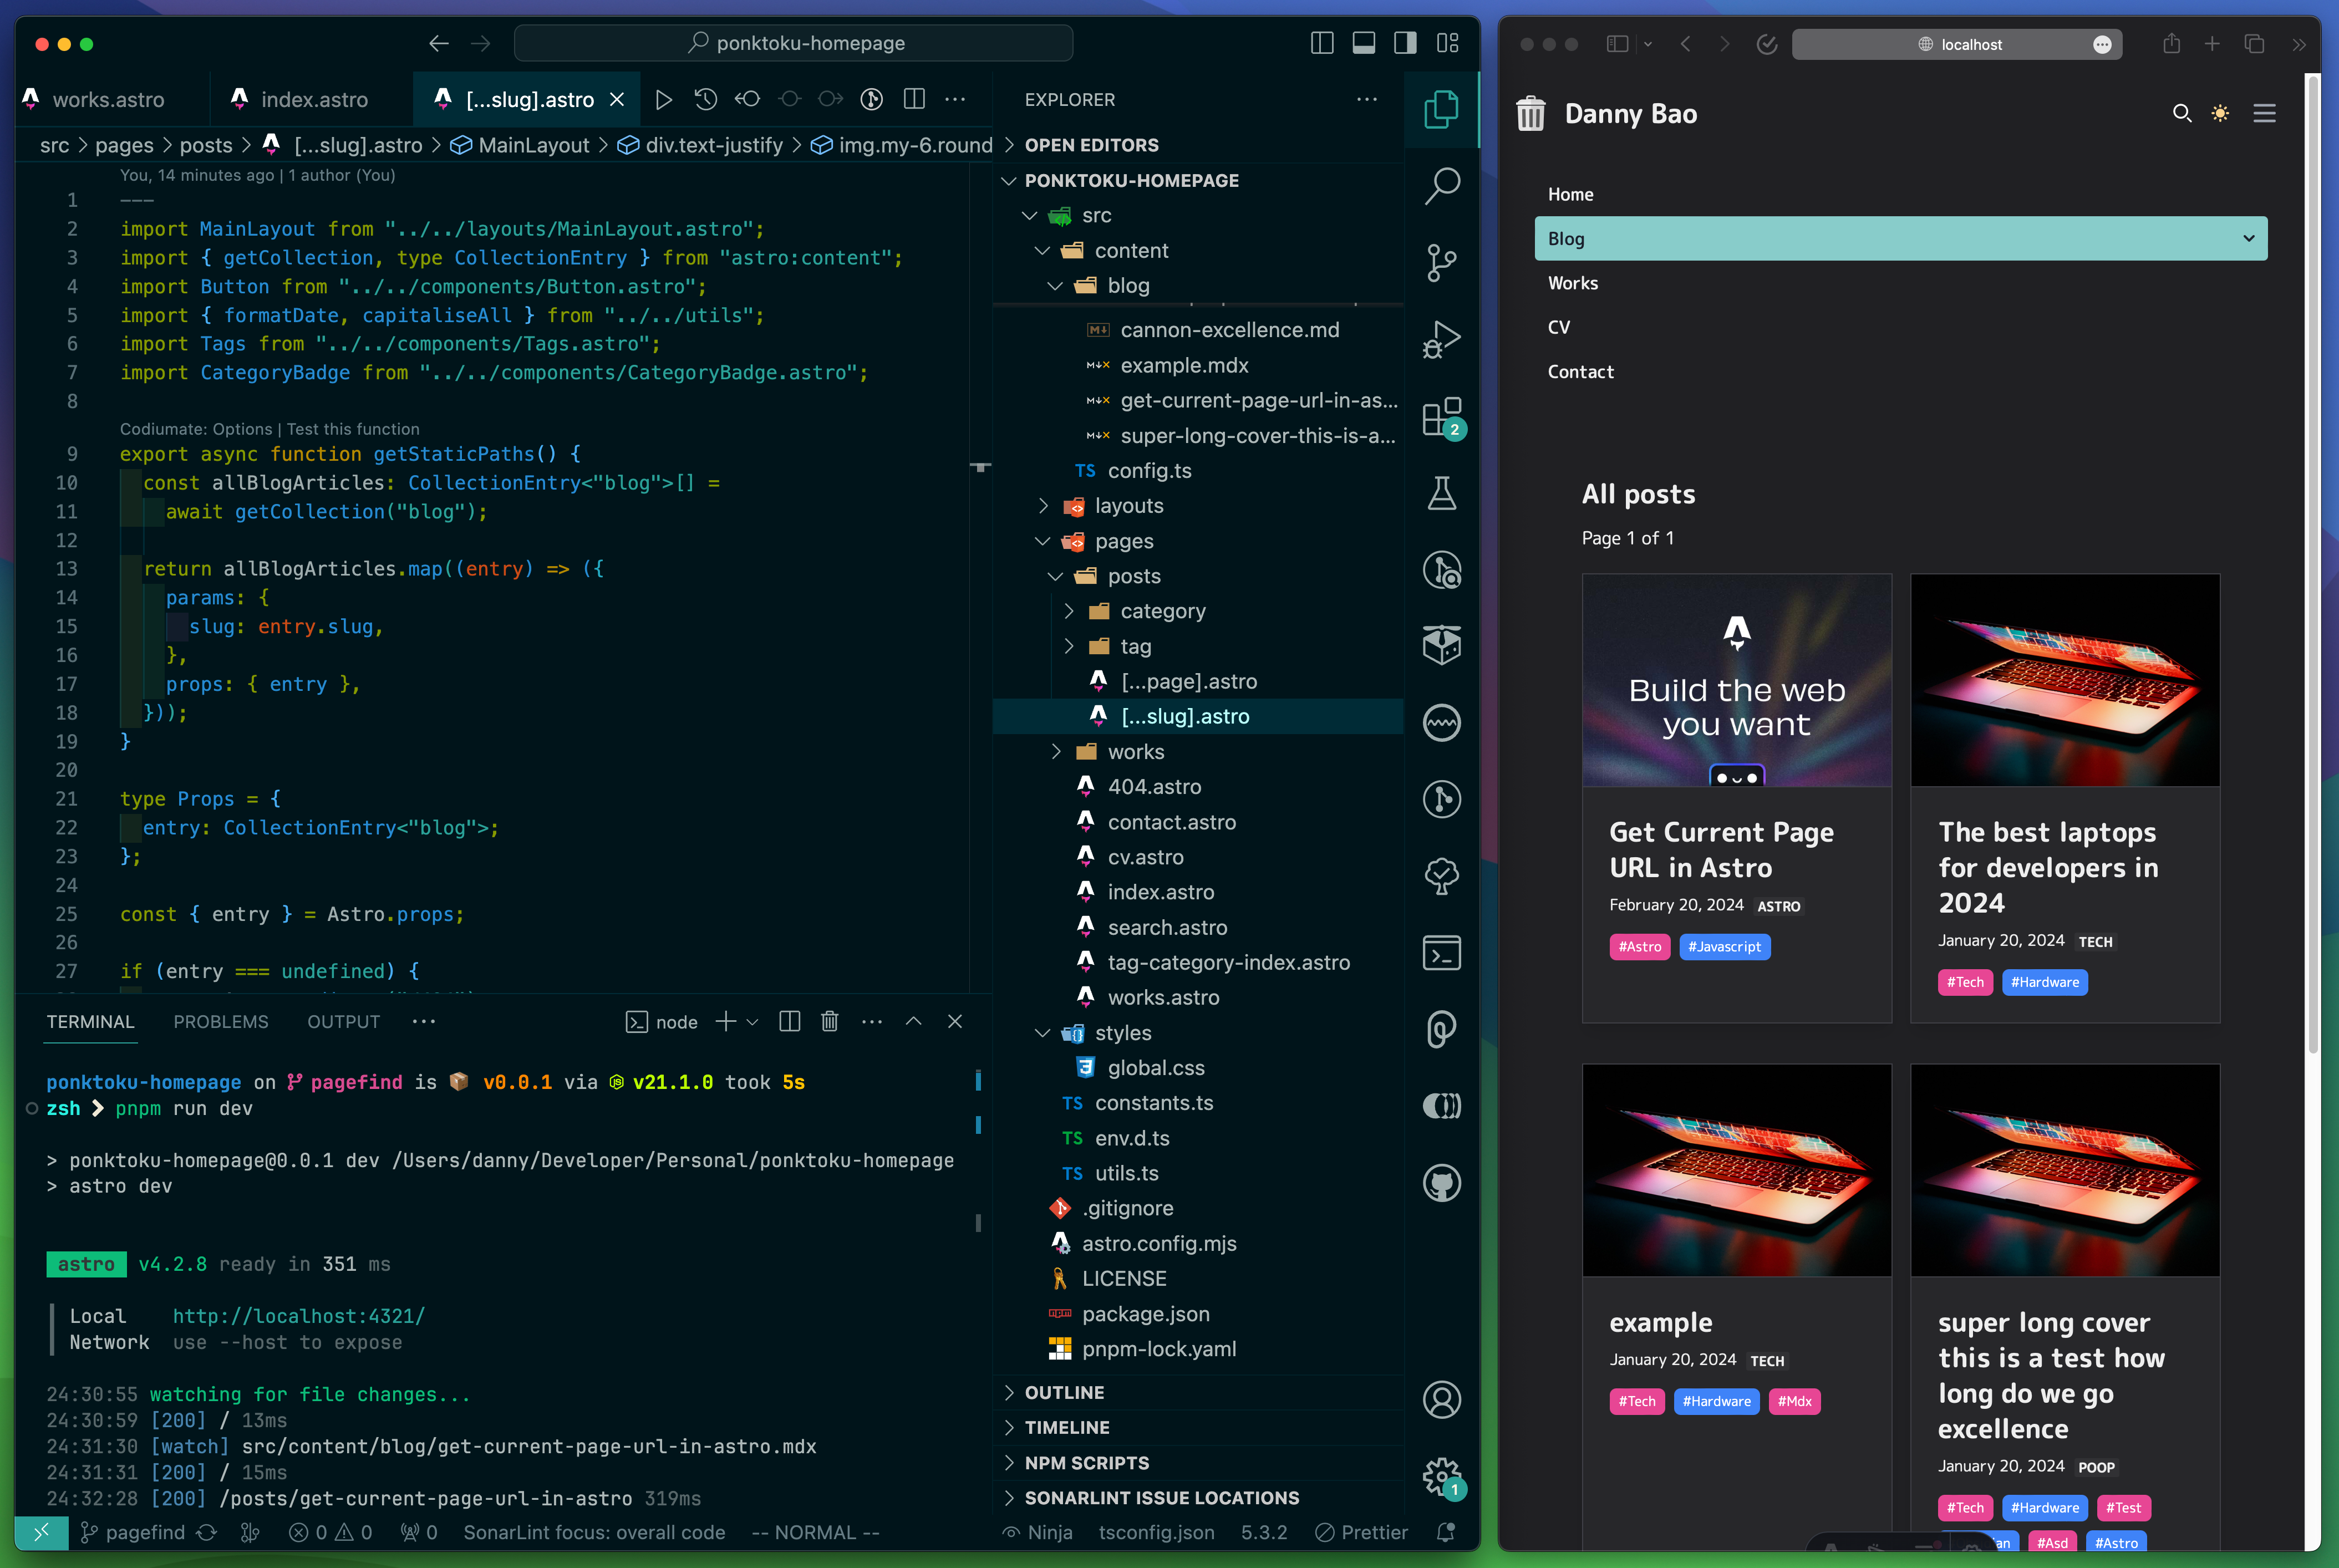 ponktoku-homepage
works.astro
index.astro
[...slug].astro
src > pages > posts > [...slug].astro > MainLayout > div.text-justify > img.my-6.round
You, 14 minutes ago | 1 author (You)
1 ---
2 import MainLayout from "../../layouts/MainLayout.astro";
3 import { getCollection, type CollectionEntry } from "astro:content";
4 import Button from "../../components/Button.astro";
5 import { formatDate, capitaliseAll } from "../../utils";
6 import Tags from "../../components/Tags.astro";
7 import CategoryBadge from "../../components/CategoryBadge.astro";
8
Codiumate: Options | Test this function
9 export async function getStaticPaths() {
10 const allBlogArticles: CollectionEntry<"blog">[] =
11 await getCollection("blog");
12
13 return allBlogArticles.map((entry) => ({
14 params: {
15 slug: entry.slug,
16 },
17 props: { entry },
18 }));
19 }
20
21 type Props = {
22 entry: CollectionEntry<"blog">;
23 };
24
25 const { entry } = Astro.props;
26
27 if (entry === undefined) {
TERMINAL PROBLEMS OUTPUT
node
ponktoku-homepage on pagefind is v0.0.1 via v21.1.0 took 5s
zsh ❯ pnpm run dev
> ponktoku-homepage@0.0.1 dev /Users/danny/Developer/Personal/ponktoku-homepage
> astro dev
astro v4.2.8 ready in 351 ms
Local http://localhost:4321/
Network use --host to expose
24:30:55 watching for file changes...
24:30:59 [200] / 13ms
24:31:30 [watch] src/content/blog/get-current-page-url-in-astro.mdx
24:31:31 [200] / 15ms
24:32:28 [200] /posts/get-current-page-url-in-astro 319ms
EXPLORER
OPEN EDITORS
PONKTOKU-HOMEPAGE
src
content
blog
cannon-excellence.md
example.mdx
get-current-page-url-in-as...
super-long-cover-this-is-a...
TS config.ts
layouts
pages
posts
category
tag
[...page].astro
[...slug].astro
works
404.astro
contact.astro
cv.astro
index.astro
search.astro
tag-category-index.astro
works.astro
styles
global.css
TS constants.ts
TS env.d.ts
TS utils.ts
.gitignore
astro.config.mjs
LICENSE
package.json
pnpm-lock.yaml
OUTLINE
TIMELINE
NPM SCRIPTS
SONARLINT ISSUE LOCATIONS
2
1
pagefind 0 0 0 SonarLint focus: overall code -- NORMAL -- Ninja tsconfig.json 5.3.2 Prettier
localhost
Danny Bao
Home
Blog
Works
CV
Contact
All posts
Page 1 of 1
Build the web
you want
Get Current Page
URL in Astro
February 20, 2024 ASTRO
#Astro #Javascript
The best laptops
for developers in
2024
January 20, 2024 TECH
#Tech #Hardware
example
January 20, 2024 TECH
#Tech #Hardware #Mdx
super long cover
this is a test how
long do we go
excellence
January 20, 2024 POOP
#Tech #Hardware #Test
#Asd #Astro